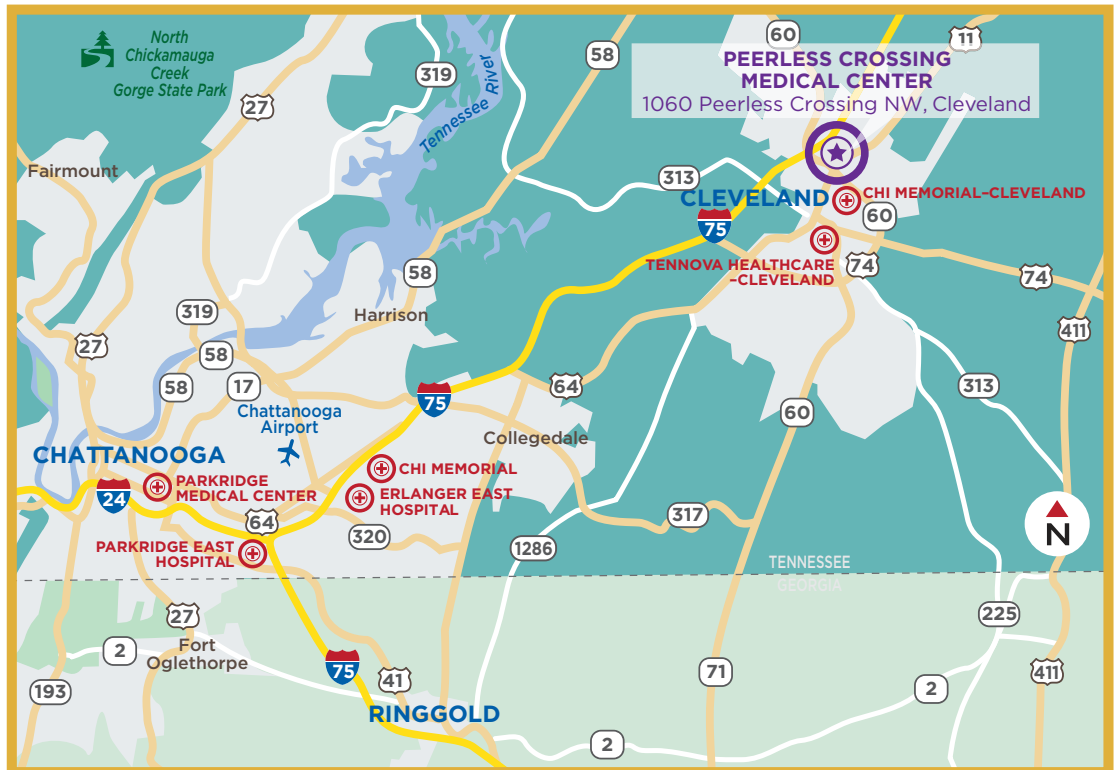 North
Chickamauga
Creek
Gorge State Park
60
11
58
319
27
Tennessee River
PEERLESS CROSSING
MEDICAL CENTER
1060 Peerless Crossing NW, Cleveland
Fairmount
313
CLEVELAND
CHI MEMORIAL–CLEVELAND
60
75
TENNOVA HEALTHCARE
–CLEVELAND
74
74
58
319
Harrison
411
27
58
58
17
75
64
313
Chattanooga
Airport
60
Collegedale
CHATTANOOGA
CHI MEMORIAL
PARKRIDGE
MEDICAL CENTER
24
ERLANGER EAST
HOSPITAL
64
317
N
320
1286
PARKRIDGE EAST
HOSPITAL
TENNESSEE
GEORGIA
27
225
2
Fort
Oglethorpe
75
41
71
411
193
2
RINGGOLD
2